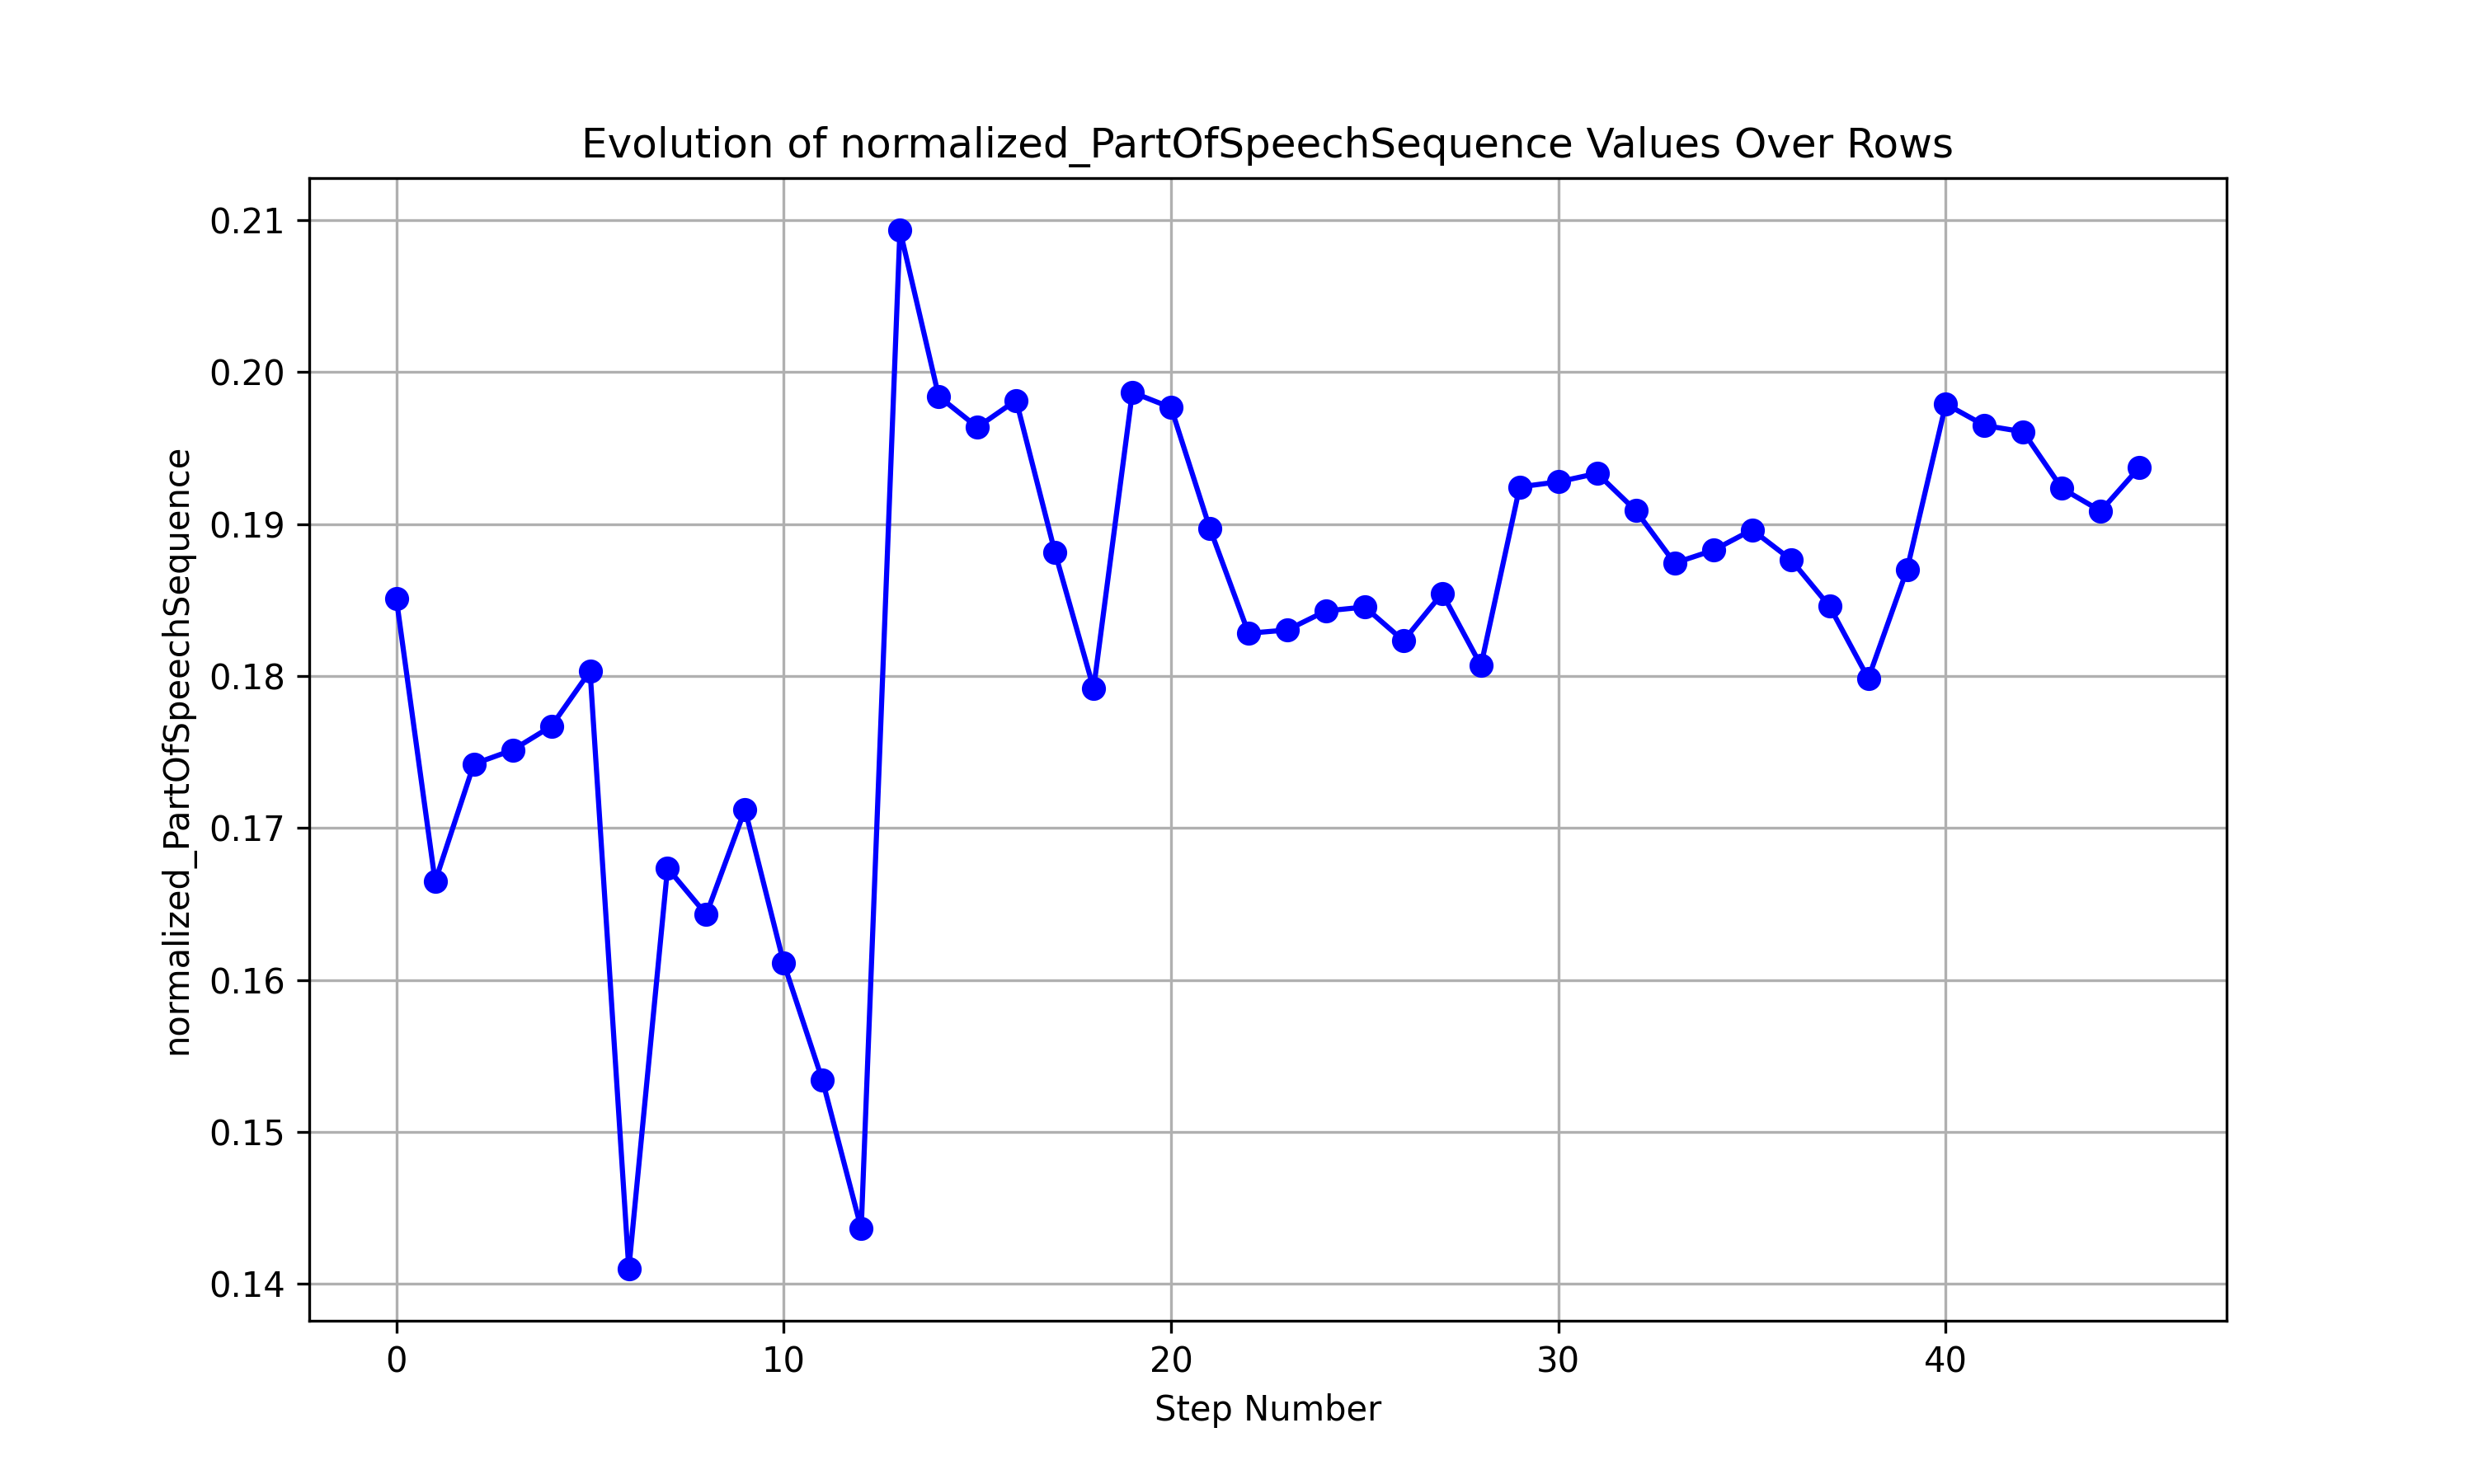 Evolution of normalized_PartOfSpeechSequence Values Over Rows
normalized_PartOfSpeechSequence
0.21
0.20
0.19
0.18
0.17
0.16
0.15
0.14
0 10 20 30 40
Step Number